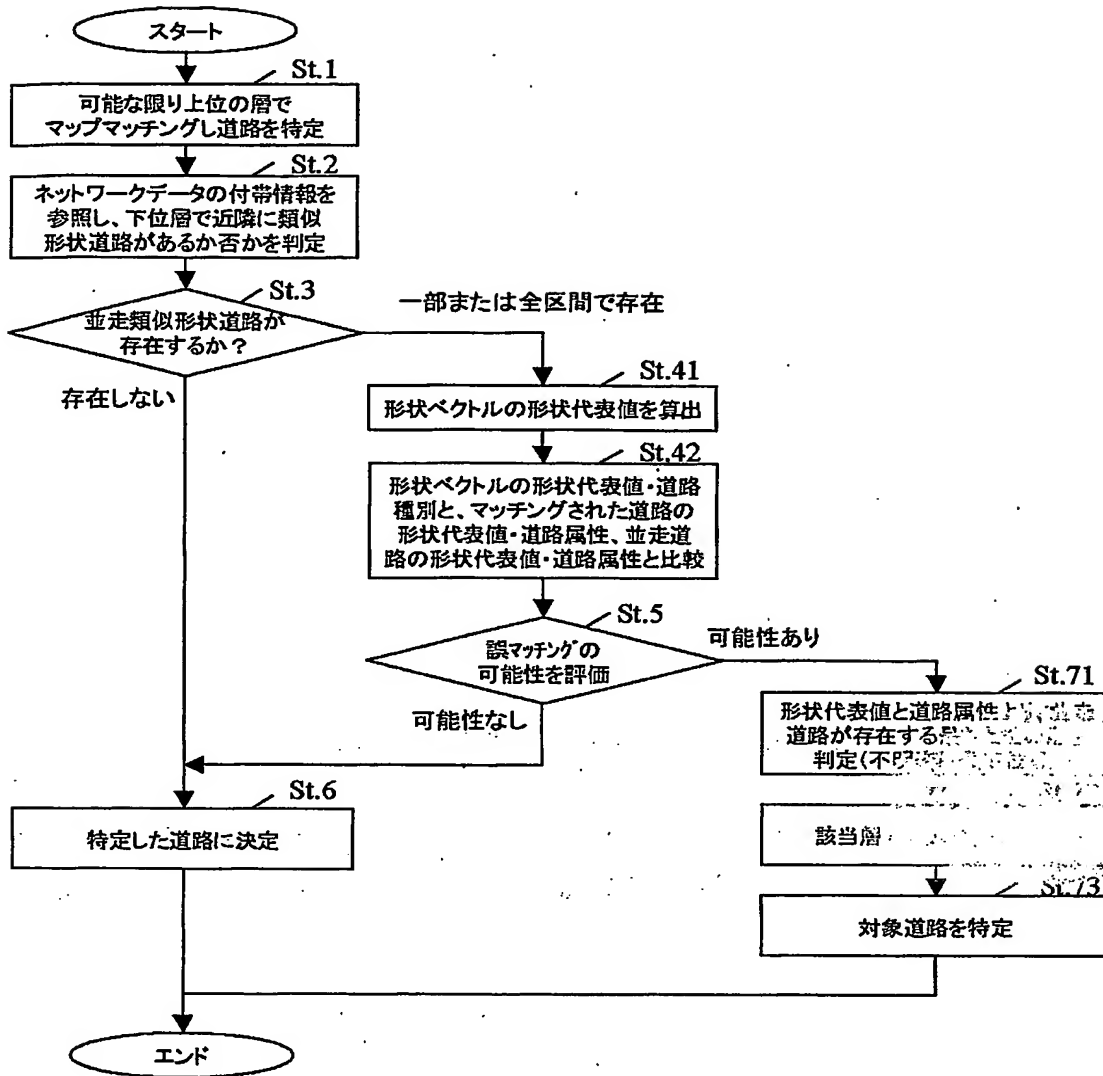 スタート
St.1
可能な限り上位の層で
マップマッチングし道路を特定
St.2
ネットワークデータの付帯情報を
参照し、下位層で近隣に類似
形状道路があるか否かを判定
St.3
並走類似形状道路が
存在するか?
一部または全区間で存在
存在しない
St.41
形状ベクトルの形状代表値を算出
St.42
形状ベクトルの形状代表値・道路
種別と、マッチングされた道路の
形状代表値・道路属性、並走道
路の形状代表値・道路属性と比較
St.5
誤マッチングの
可能性を評価
可能性あり
可能性なし
St.71
形状代表値と道路属性と
道路が存在する
判定(不明
該当層
St.6
特定した道路に決定
St.73
対象道路を特定
エンド